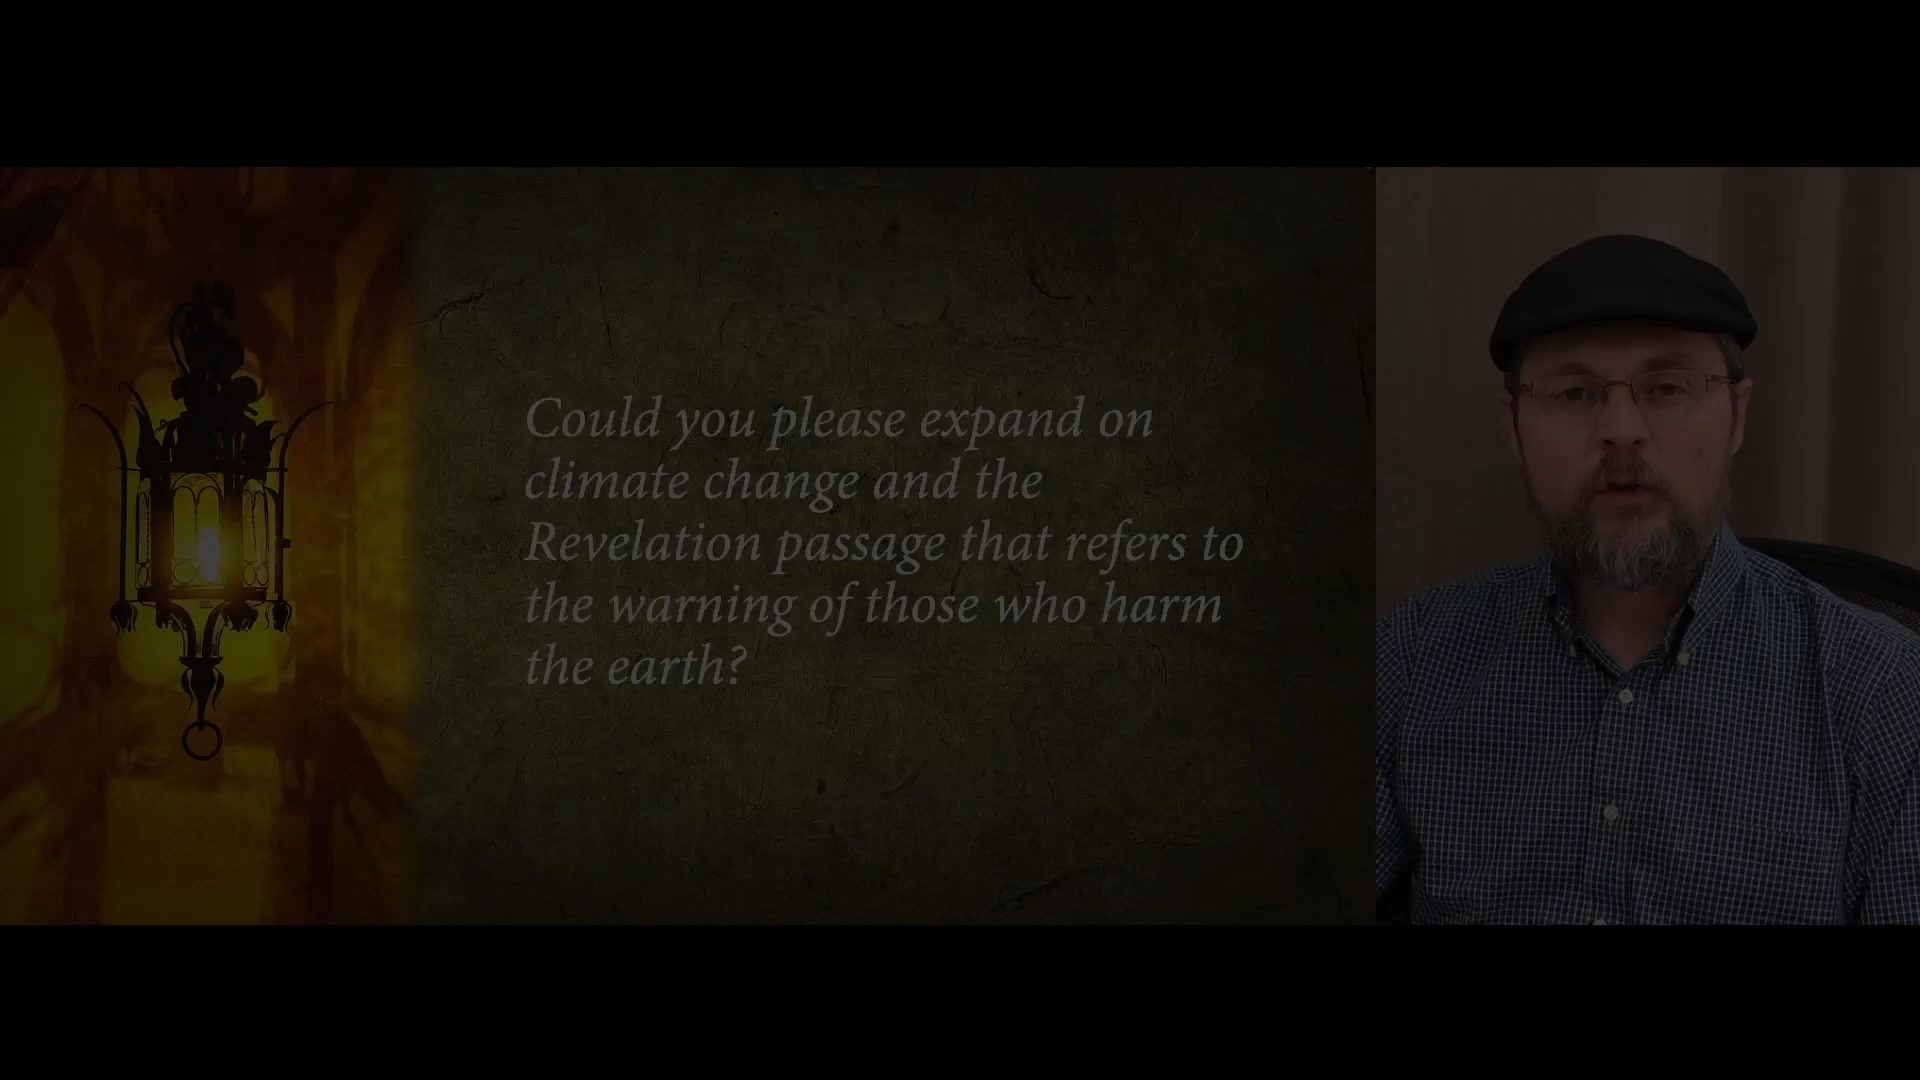 Could you please expand on
climate change and the
Revelation passage that refers to
the warning of those who harm
the earth?